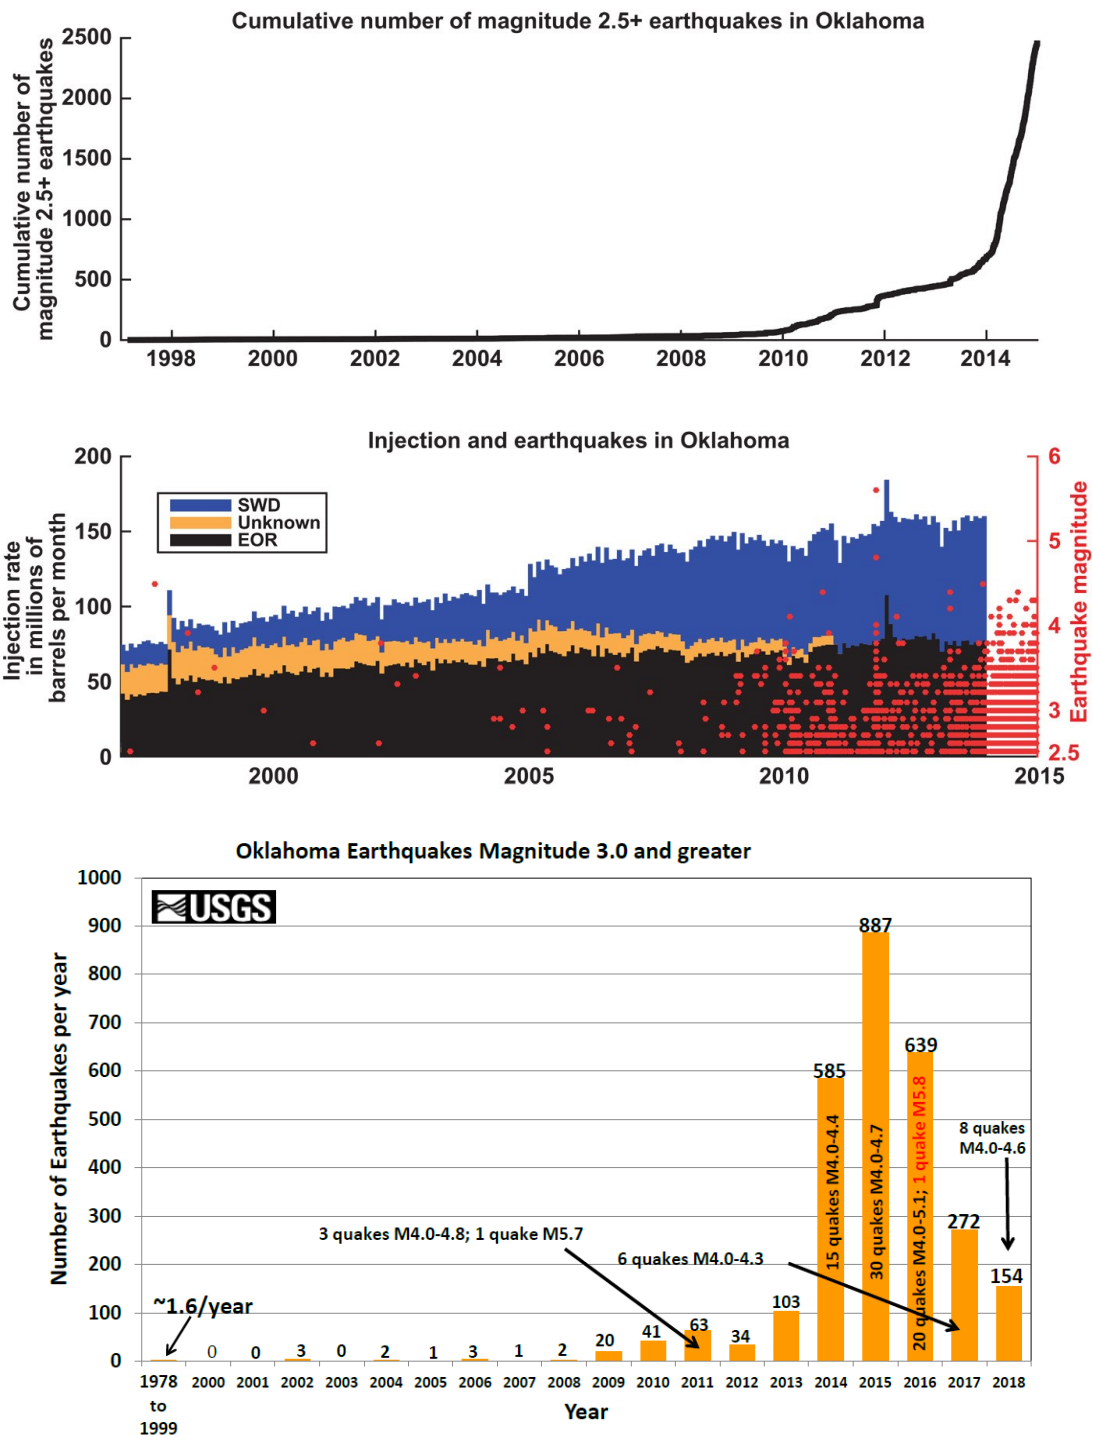 Cumulative number of magnitude 2.5+ earthquakes in Oklahoma
Cumulative number of
magnitude 2.5+ earthquakes
2500
2000
1500
1000
500
0
1998 2000 2002 2004 2006 2008 2010 2012 2014
Injection and earthquakes in Oklahoma
Injection rate
in millions of
barrels per month
200
150
100
50
0
SWD
Unknown
EOR
6
5
4
3
2.5
Earthquake magnitude
2000 2005 2010 2015
Oklahoma Earthquakes Magnitude 3.0 and greater
USGS
Number of Earthquakes per year
1000
900
800
700
600
500
400
300
200
100
0
~1.6/year
0 0 3 0 2 1 3 1 2 20 41 63 34 103 585 887 639 272 154
3 quakes M4.0-4.8; 1 quake M5.7
6 quakes M4.0-4.3
15 quakes M4.0-4.4
30 quakes M4.0-4.7
20 quakes M4.0-5.1; 1 quake M5.8
8 quakes
M4.0-4.6
1978 2000 2001 2002 2003 2004 2005 2006 2007 2008 2009 2010 2011 2012 2013 2014 2015 2016 2017 2018
to
1999
Year